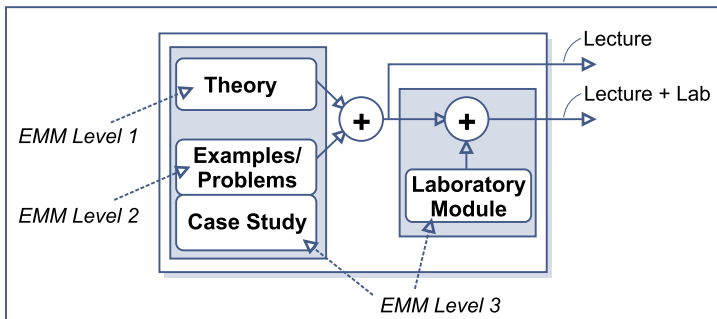 Lecture
Theory
Lecture + Lab
+
+
EMM Level 1
Examples/
Problems
Laboratory
Module
EMM Level 2
Case Study
EMM Level 3